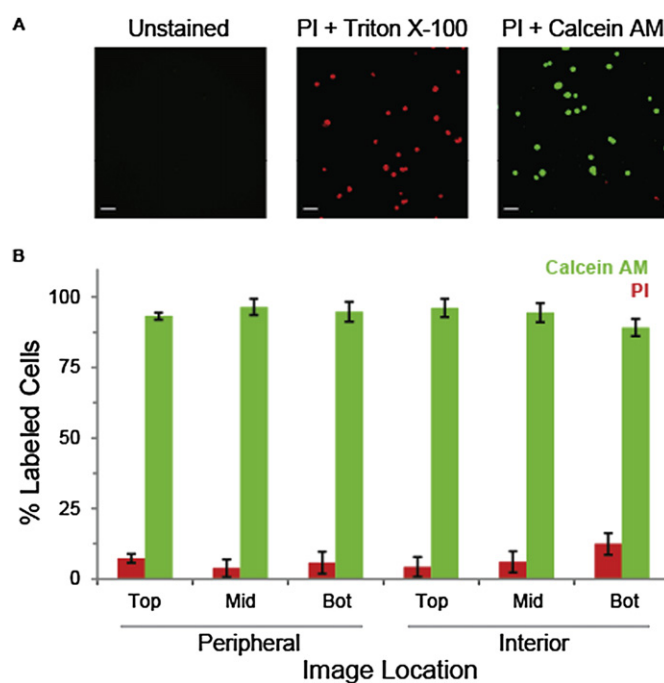 A
Unstained
PI + Triton X-100
PI + Calcein AM
B
Calcein AM
PI
100
75
50
25
0
% Labeled Cells
Top Mid Bot Top Mid Bot
Peripheral Interior
Image Location